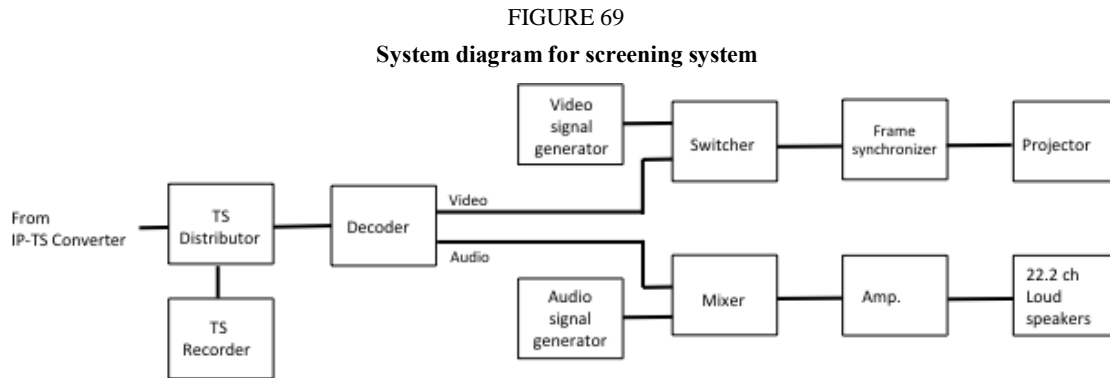 FIGURE 69
System diagram for screening system
Video
signal
generator
Switcher
Frame
synchronizer
Projector
From
IP-TS Converter
TS
Distributor
Decoder
Video
Audio
TS
Recorder
Audio
signal
generator
Mixer
Amp.
22.2 ch
Loud
speakers